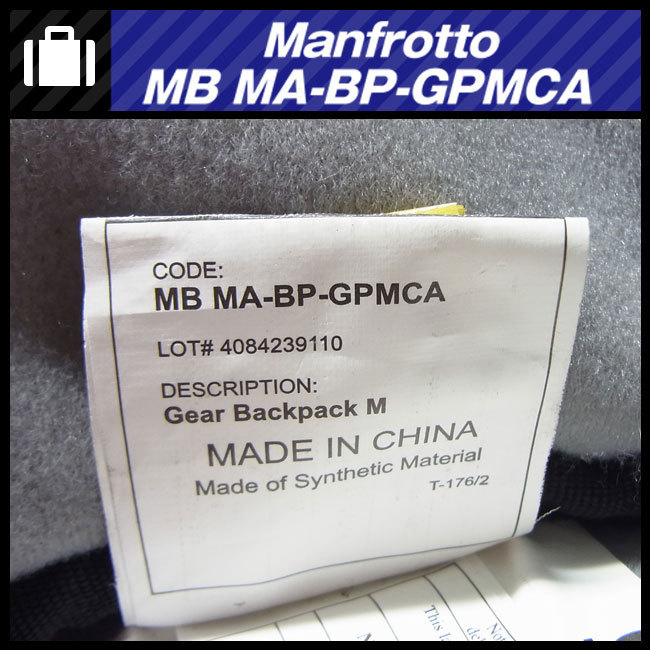 Manfrotto
MB MA-BP-GPMCA
CODE:
MB MA-BP-GPMCA
LOT# 4084239110
DESCRIPTION:
Gear Backpack M
MADE IN CHINA
Made of Synthetic Material
T-176/2
This